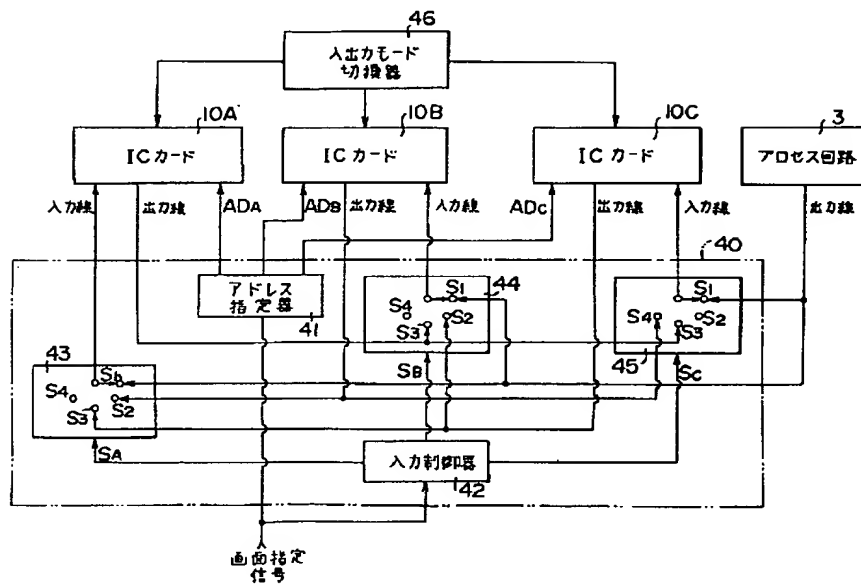 46
入出力モード
切換器
10A
10B
10C
3
ICカード
ICカード
ICカード
プロセス回路
入力線
出力線
ADA
ADB
出力線
入力線
ADC
出力線
入力線
出力線
40
アドレス
指定器
41
44
S1
S4
S2
S3
S1
S4
S2
S3
45
43
S1
S4
S2
S3
SB
SC
SA
入力制御器
42
画面指定
信号